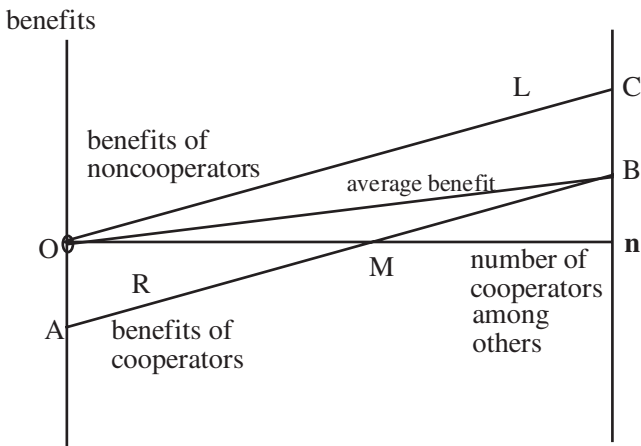 benefits
L
C
benefits of
noncooperators
B
average benefit
O
n
M
number of
cooperators
among
others
R
A
benefits of
cooperators